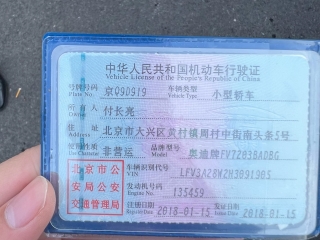 中华人民共和国机动车行驶证
Vehicle License of the People's Republic of China
号牌号码 京Q9D9J9 车辆类型 小型轿车
Plate No. Vehicle Type
所有人 付长亮
Owner
住址 北京市大兴区黄村镇周村中街南头条5号
Address
使用性质 非营运 品牌型号 奥迪牌FV7203BADBG
Use Character Model
北京市公安局公安交通管理局
车辆识别代号 LFV3A28W2H3091905
VIN
发动机号码 135459
Engine No.
注册日期 2018-01-15 发证日期 2018-01-15
Register Date Issue Date